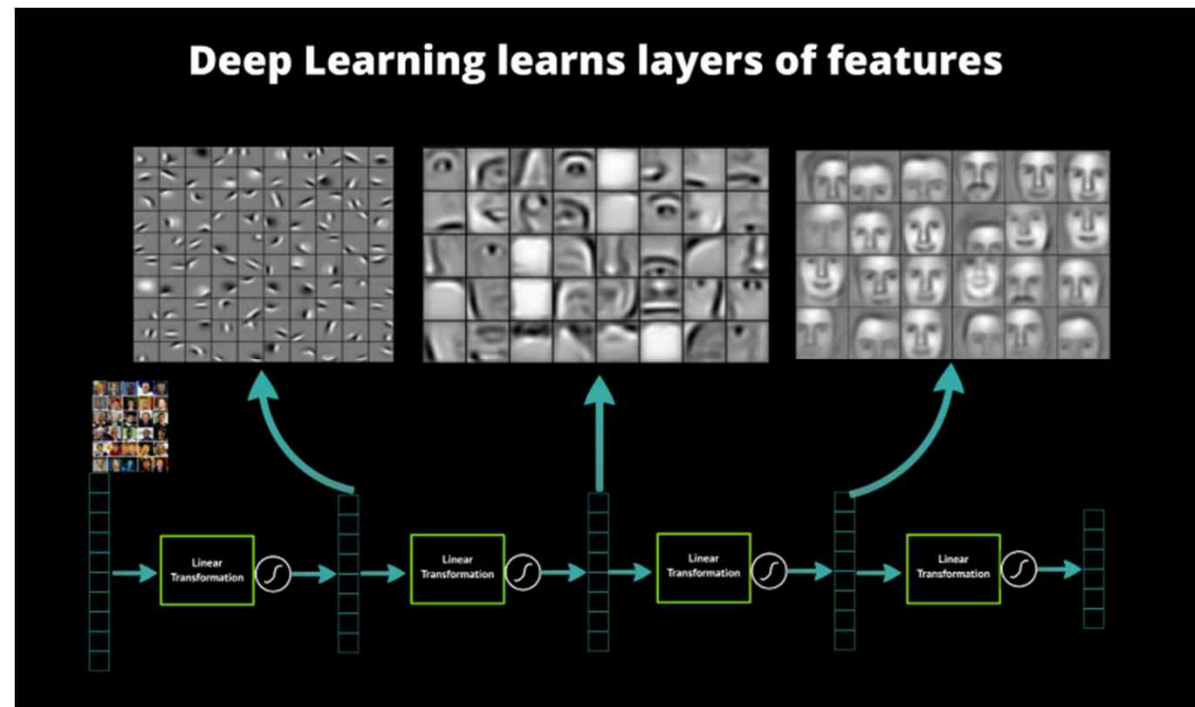 Deep Learning learns layers of features
Linear
Transformation
Linear
Transformation
Linear
Transformation
Linear
Transformation